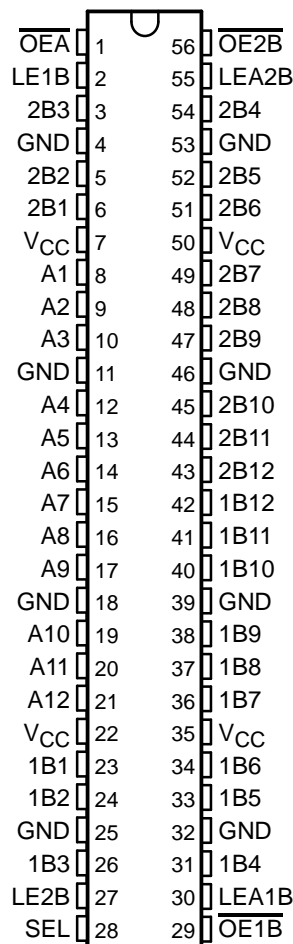 O̅E̅A̅ 1 56 O̅E̅2̅B̅
LE1B 2 55 LEA2B
2B3 3 54 2B4
GND 4 53 GND
2B2 5 52 2B5
2B1 6 51 2B6
VCC 7 50 VCC
A1 8 49 2B7
A2 9 48 2B8
A3 10 47 2B9
GND 11 46 GND
A4 12 45 2B10
A5 13 44 2B11
A6 14 43 2B12
A7 15 42 1B12
A8 16 41 1B11
A9 17 40 1B10
GND 18 39 GND
A10 19 38 1B9
A11 20 37 1B8
A12 21 36 1B7
VCC 22 35 VCC
1B1 23 34 1B6
1B2 24 33 1B5
GND 25 32 GND
1B3 26 31 1B4
LE2B 27 30 LEA1B
SEL 28 29 O̅E̅1̅B̅